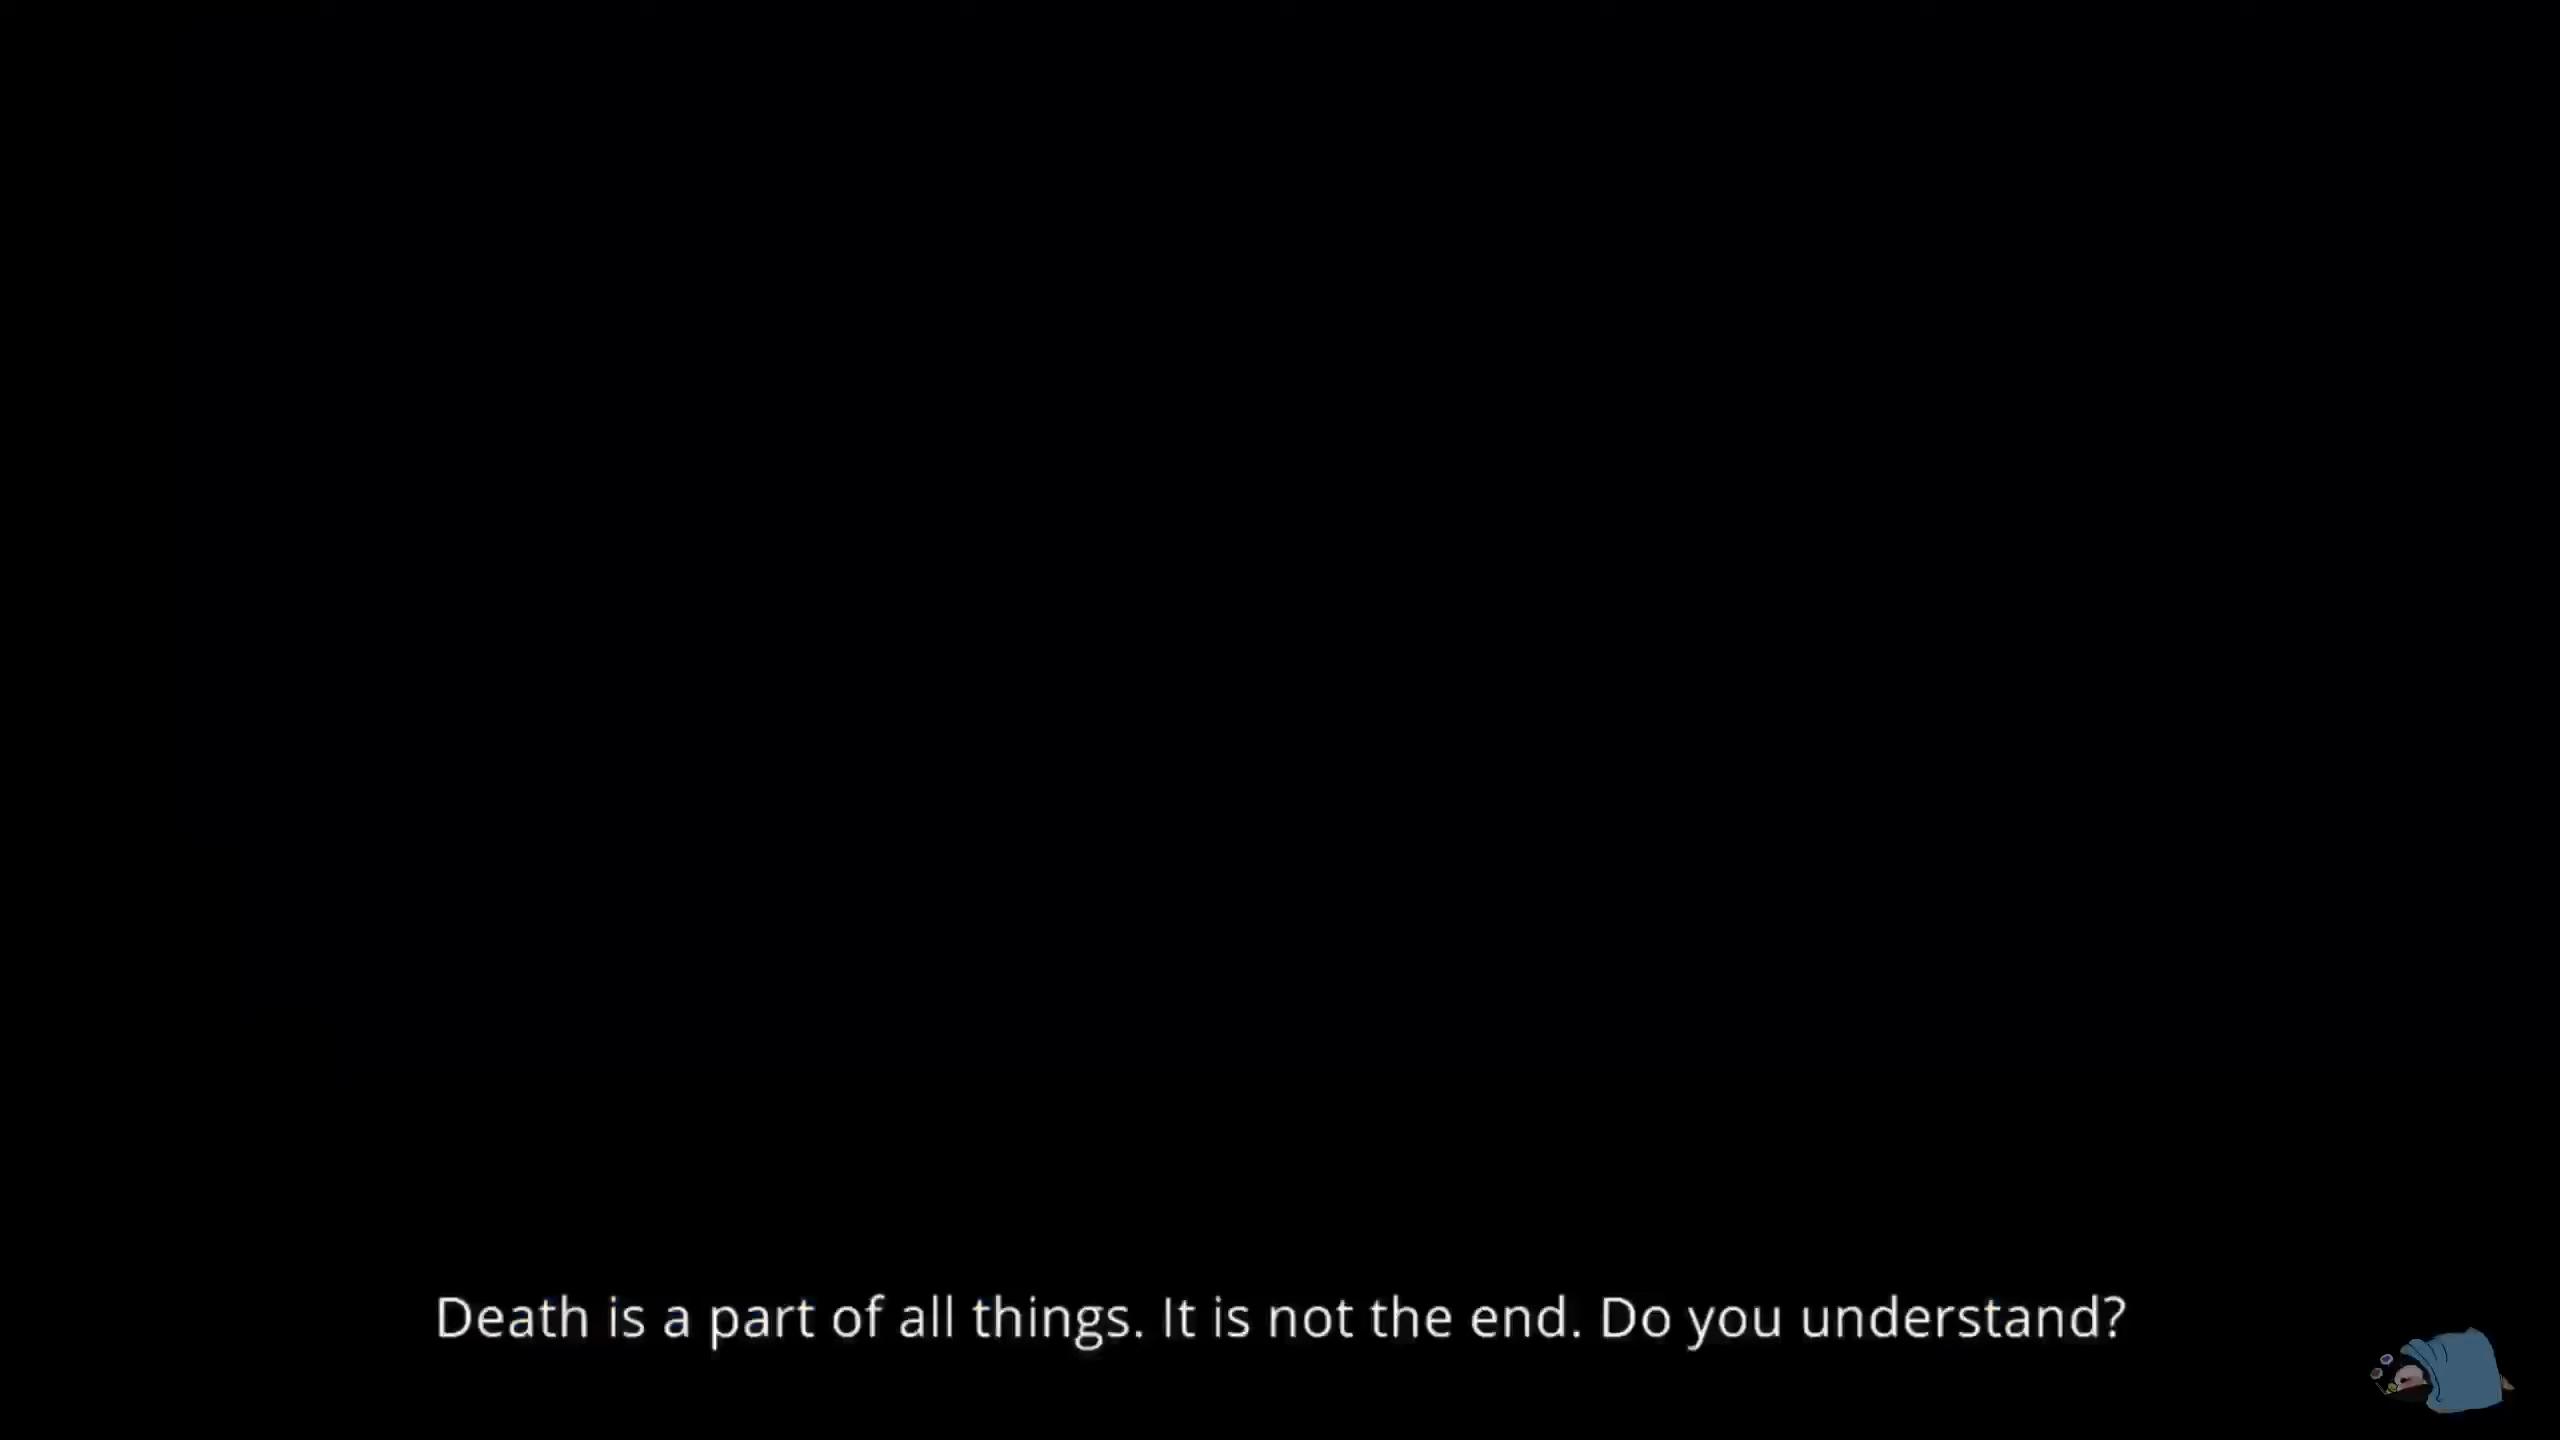 Death is a part of all things. It is not the end. Do you understand?